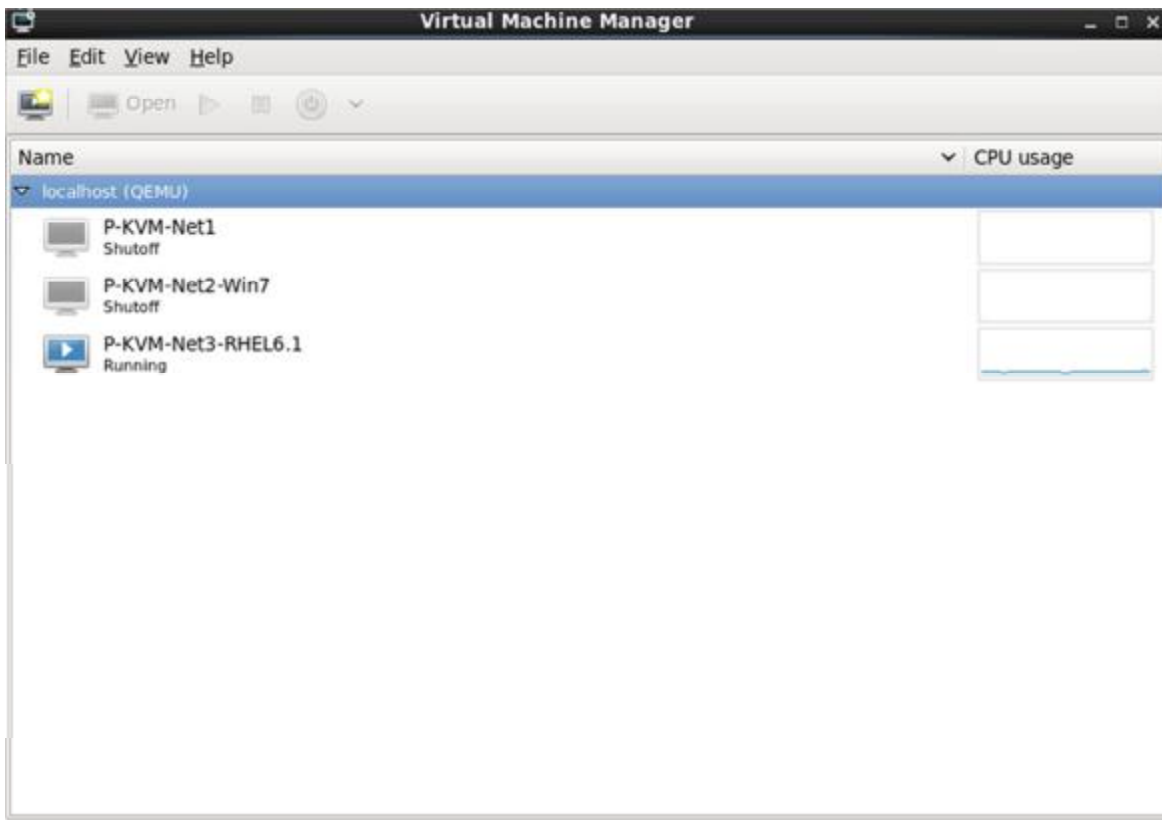 Virtual Machine Manager
File Edit View Help
Open
Name CPU usage
localhost (QEMU)
P-KVM-Net1
Shutoff
P-KVM-Net2-Win7
Shutoff
P-KVM-Net3-RHEL6.1
Running